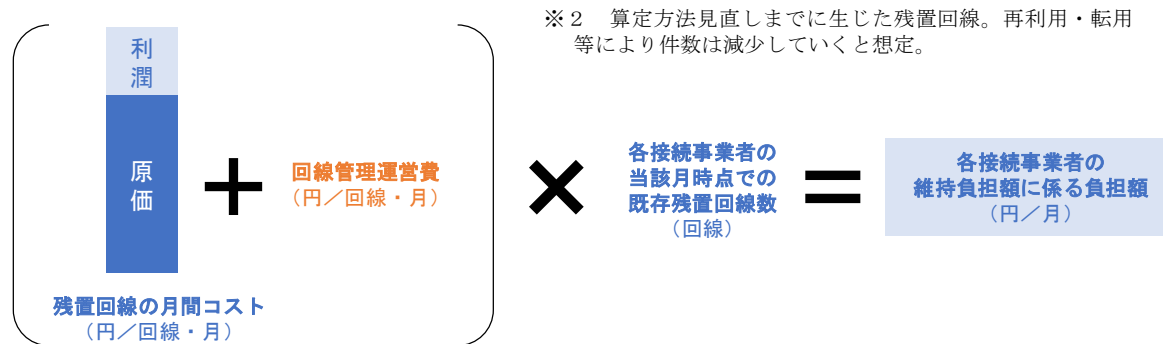 ※２　算定方法見直しまでに生じた残置回線。再利用・転用
等により件数は減少していくと想定。
利
潤
原
価
＋
回線管理運営費
（円／回線・月）
×
各接続事業者の
当該月時点での
既存残置回線数
（回線）
＝
各接続事業者の
維持負担額に係る負担額
（円／月）
残置回線の月間コスト
（円／回線・月）